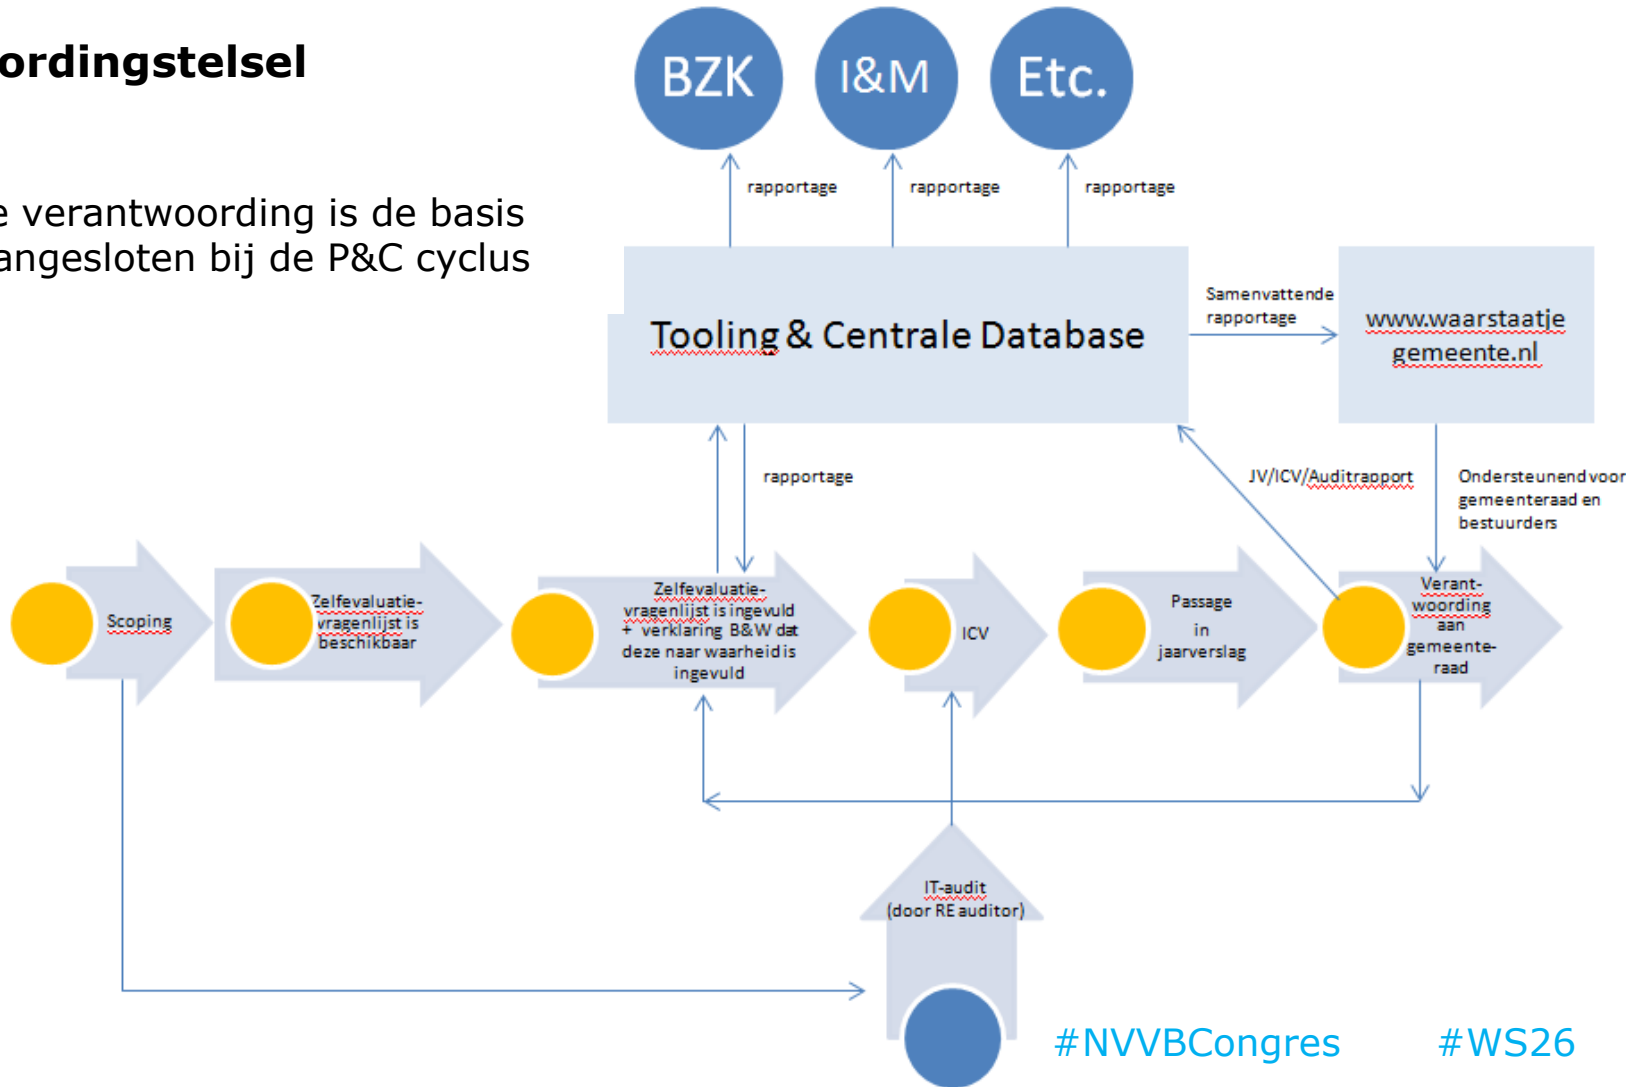 ordingstelsel
e verantwoording is de basis
angesloten bij de P&C cyclus
BZK
I&M
Etc.
rapportage
rapportage
rapportage
Tooling & Centrale Database
Samenvattende
rapportage
www.waarstaatje
gemeente.nl
rapportage
JV/ICV/Auditrapport
Ondersteunend voor
gemeenteraad en
bestuurders
Scoping
Zelfevaluatie-
vragenlijst is
beschikbaar
Zelfevaluatie-
vragenlijst is ingevuld
+ verklaring B&W dat
deze naar waarheid is
ingevuld
ICV
Passage
in
jaarverslag
Verant-
woording
aan
gemeente-
raad
IT-audit
(door RE auditor)
#NVVBCongres
#WS26